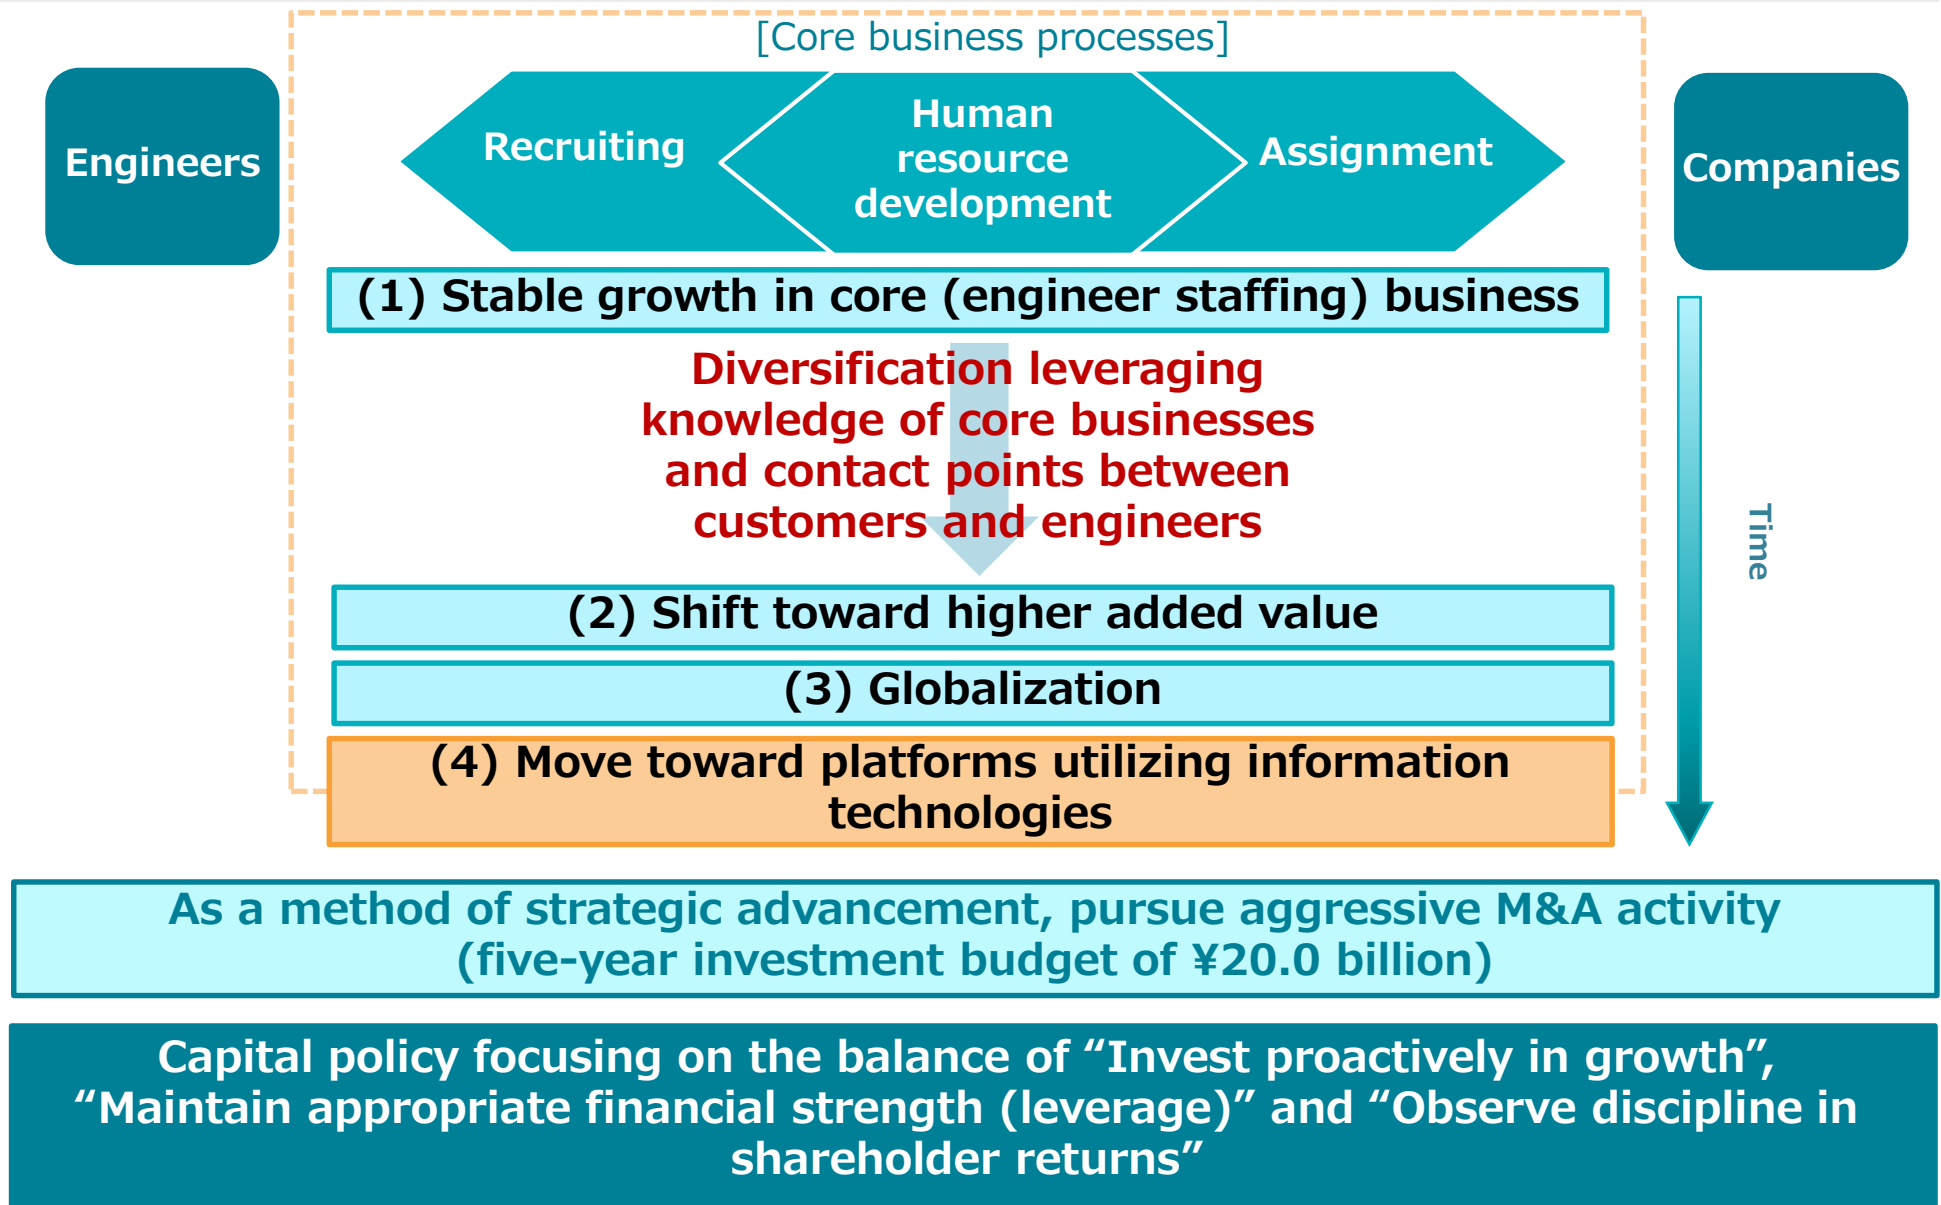 [Core business processes]
Engineers
Recruiting
Human
resource
development
Assignment
Companies
(1) Stable growth in core (engineer staffing) business
Diversification leveraging
knowledge of core businesses
and contact points between
customers and engineers
Time
(2) Shift toward higher added value
(3) Globalization
(4) Move toward platforms utilizing information
technologies
As a method of strategic advancement, pursue aggressive M&A activity
(five-year investment budget of ¥20.0 billion)
Capital policy focusing on the balance of “Invest proactively in growth”,
“Maintain appropriate financial strength (leverage)” and “Observe discipline in
shareholder returns”